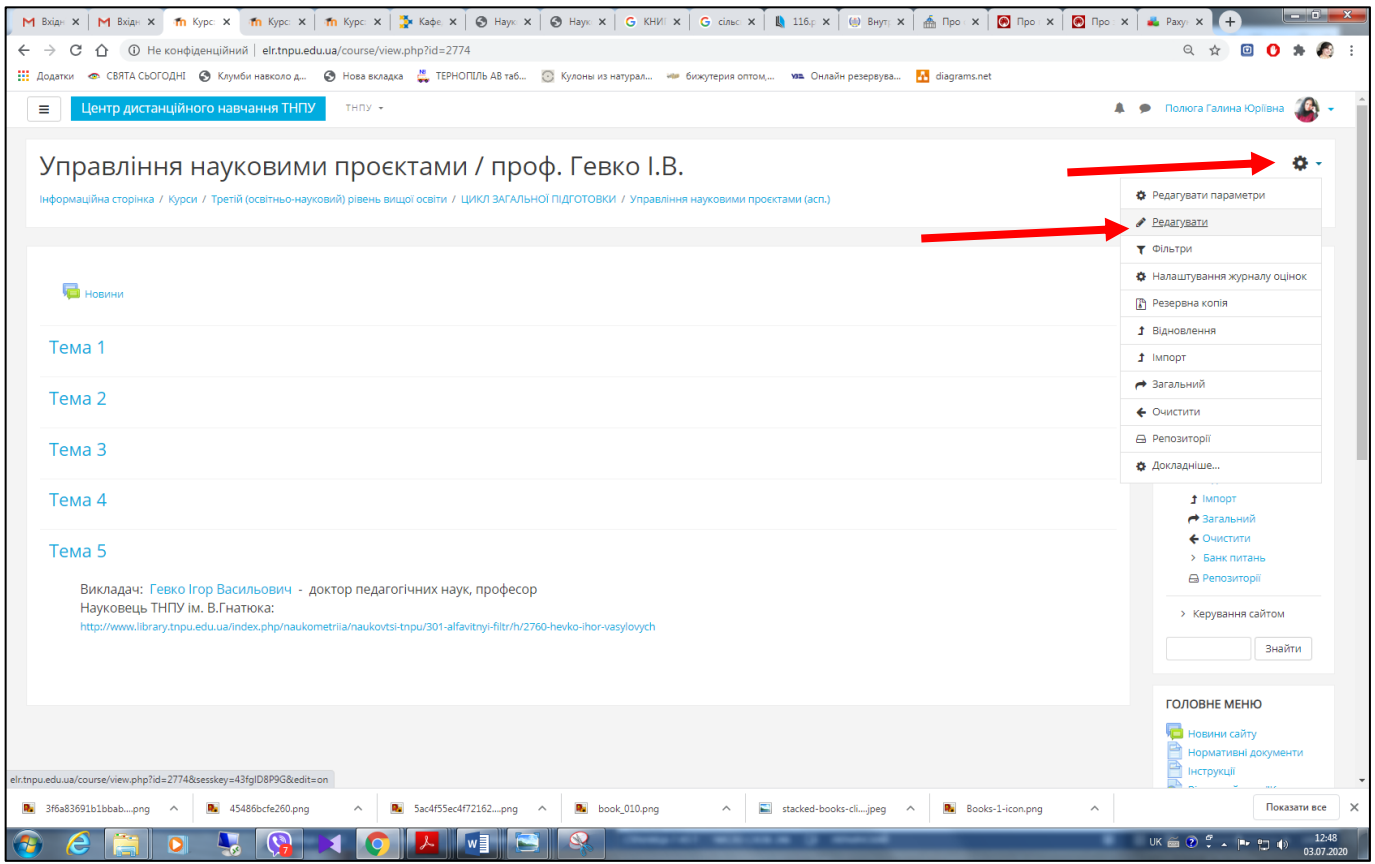 Вхідн
Вхідн
Курс:
Курс:
Курс:
Кафе,
Наук
Наук
КНИГ
сільс
Внут
Про
Про
Про
Раху
Не конфіденційний | elr.tnpu.edu.ua/course/view.php?id=2774
Додатки СВЯТА СЬОГОДНІ Клумби навколо д... Нова вкладка ТЕРНОПІЛЬ АВ таб... Кулоны из натурал... бижутерия оптом,... Онлайн резервува... diagrams.net
Центр дистанційного навчання ТНПУ ТНПУ Полюга Галина Юріївна
Управління науковими проєктами / проф. Гевко І.В.
Інформаційна сторінка / Курси / Третій (освітньо-науковий) рівень вищої освіти / ЦИКЛ ЗАГАЛЬНОЇ ПІДГОТОВКИ / Управління науковими проєктами (асп.)
Редагувати параметри
Редагувати
Фільтри
Налаштування журналу оцінок
Резервна копія
Відновлення
Імпорт
Загальний
Очистити
Репозиторії
Докладніше...
Новини
Тема 1
Тема 2
Тема 3
Тема 4
Тема 5
Викладач: Гевко Ігор Васильович - доктор педагогічних наук, професор
Науковець ТНПУ ім. В.Гнатюка:
http://www.library.tnpu.edu.ua/index.php/naukometriia/naukovtsi-tnpu/301-alfavitnyi-filtr/h/2760-hevko-ihor-vasylovych
Імпорт
Загальний
Очистити
Банк питань
Репозиторії
Керування сайтом
Знайти
ГОЛОВНЕ МЕНЮ
Новини сайту
Нормативні документи
Інструкції
elr.tnpu.edu.ua/course/view.php?id=2774&sesskey=43fglD8P9G&edit=on
3f6a83691b1bbab....png 45486bcfe260.png 5ac4f55ec4f72162...png book_010.png stacked-books-cli....jpeg Books-1-icon.png Показати все
UK 12:48
03.07.2020